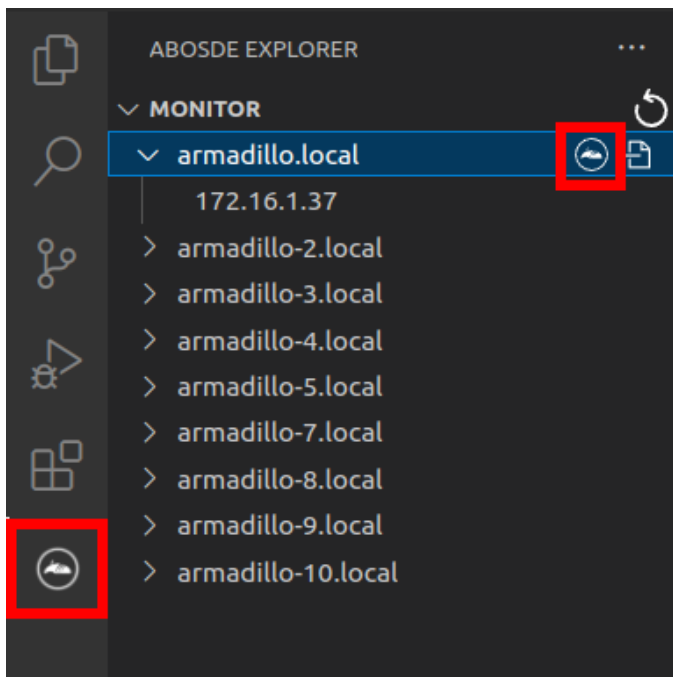 ABOSDE EXPLORER
MONITOR
armadillo.local
172.16.1.37
armadillo-2.local
armadillo-3.local
armadillo-4.local
armadillo-5.local
armadillo-7.local
armadillo-8.local
armadillo-9.local
armadillo-10.local